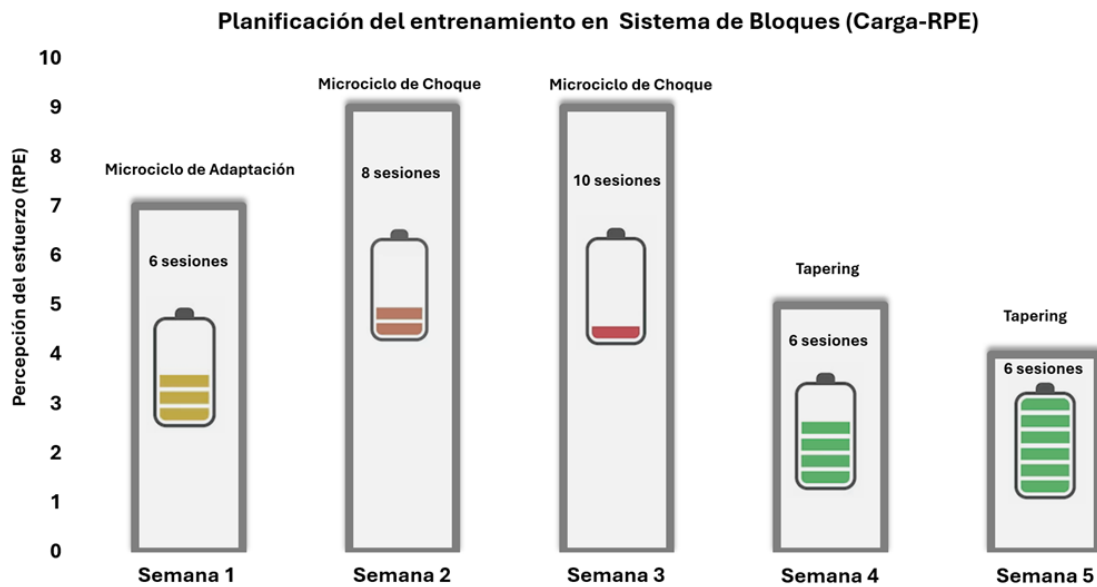 Planificación del entrenamiento en Sistema de Bloques (Carga-RPE)
Percepción del esfuerzo (RPE)
10
9
8
7
6
5
4
3
2
1
0
Microciclo de Adaptación
6 sesiones
Microciclo de Choque
8 sesiones
Microciclo de Choque
10 sesiones
Tapering
6 sesiones
Tapering
6 sesiones
Semana 1
Semana 2
Semana 3
Semana 4
Semana 5